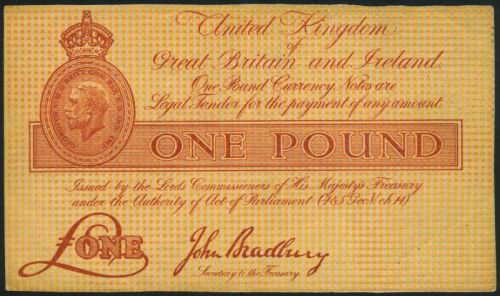 United Kingdom
of
Great Britain and Ireland.
One Pound Currency Notes are
Legal Tender for the payment of any amount.
ONE POUND
Issued by the Lords Commissioners of His Majesty's Treasury
under the Authority of Act of Parliament (4&5 Geo.V. ch.14)
£ ONE
John Bradbury
Secretary to the Treasury.